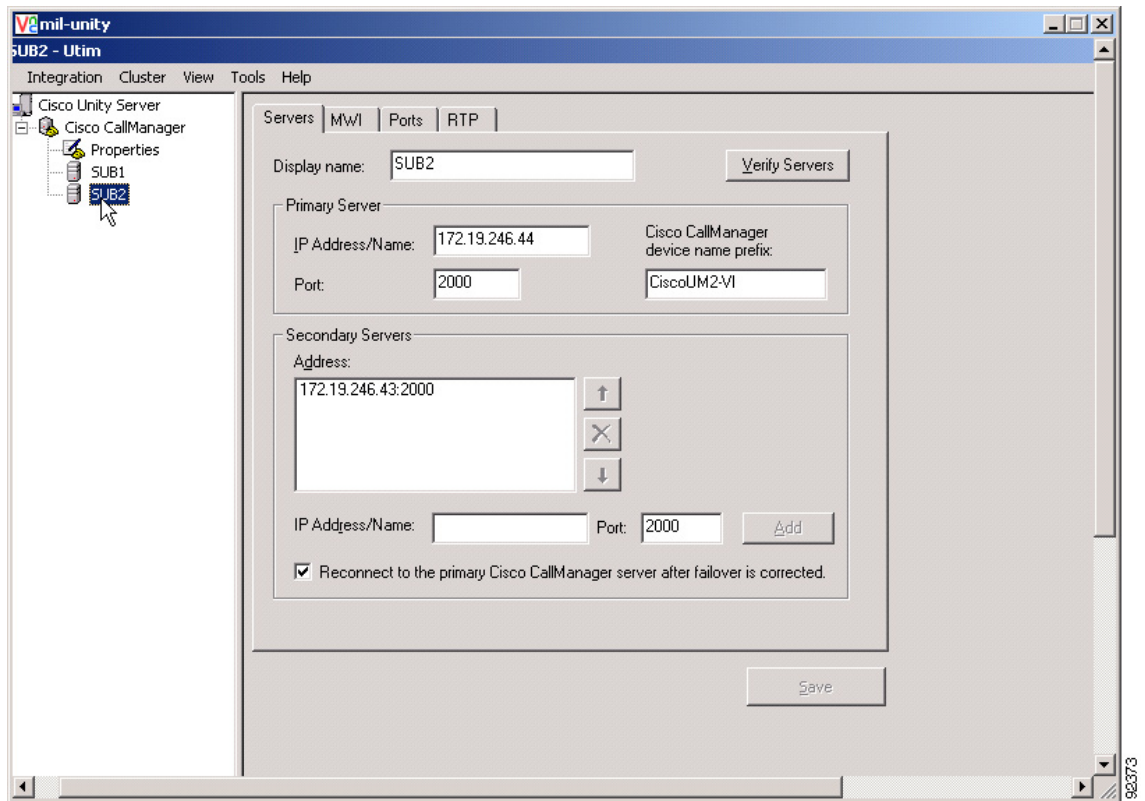 mil-unity
SUB2 - Utim
Integration Cluster View Tools Help
Cisco Unity Server
Cisco CallManager
Properties
SUB1
SUB2
Servers MWI Ports RTP
Display name: SUB2 Verify Servers
Primary Server
IP Address/Name: 172.19.246.44
Cisco CallManager
device name prefix:
Port: 2000 CiscoUM2-VI
Secondary Servers
Address:
172.19.246.43:2000
IP Address/Name: Port: 2000 Add
Reconnect to the primary Cisco CallManager server after failover is corrected.
Save
92373